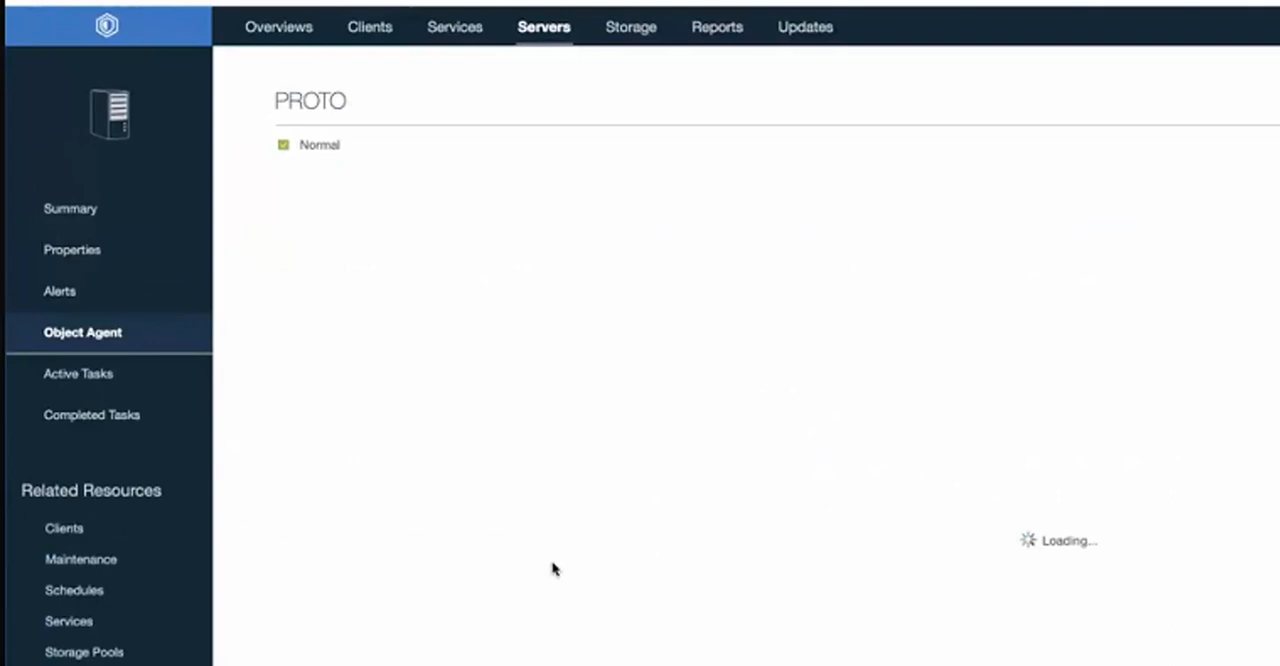 Overviews Clients Services Servers Storage Reports Updates
PROTO
Normal
Summary
Properties
Alerts
Object Agent
Active Tasks
Completed Tasks
Related Resources
Clients
Maintenance
Schedules
Services
Storage Pools
Loading...